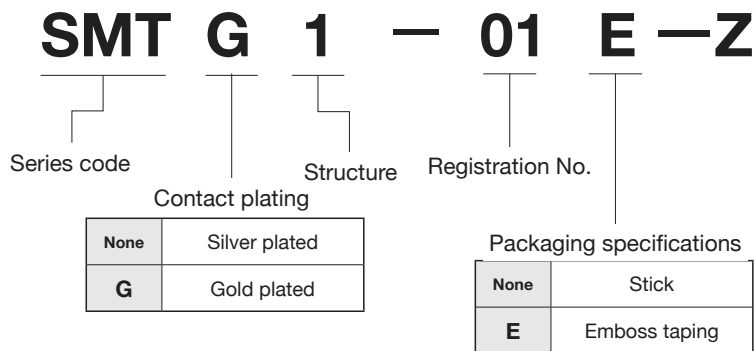 SMT G 1 — 01 E — Z
Series code
Structure
Registration No.
Contact plating
None Silver plated
G Gold plated
Packaging specifications
None Stick
E Emboss taping